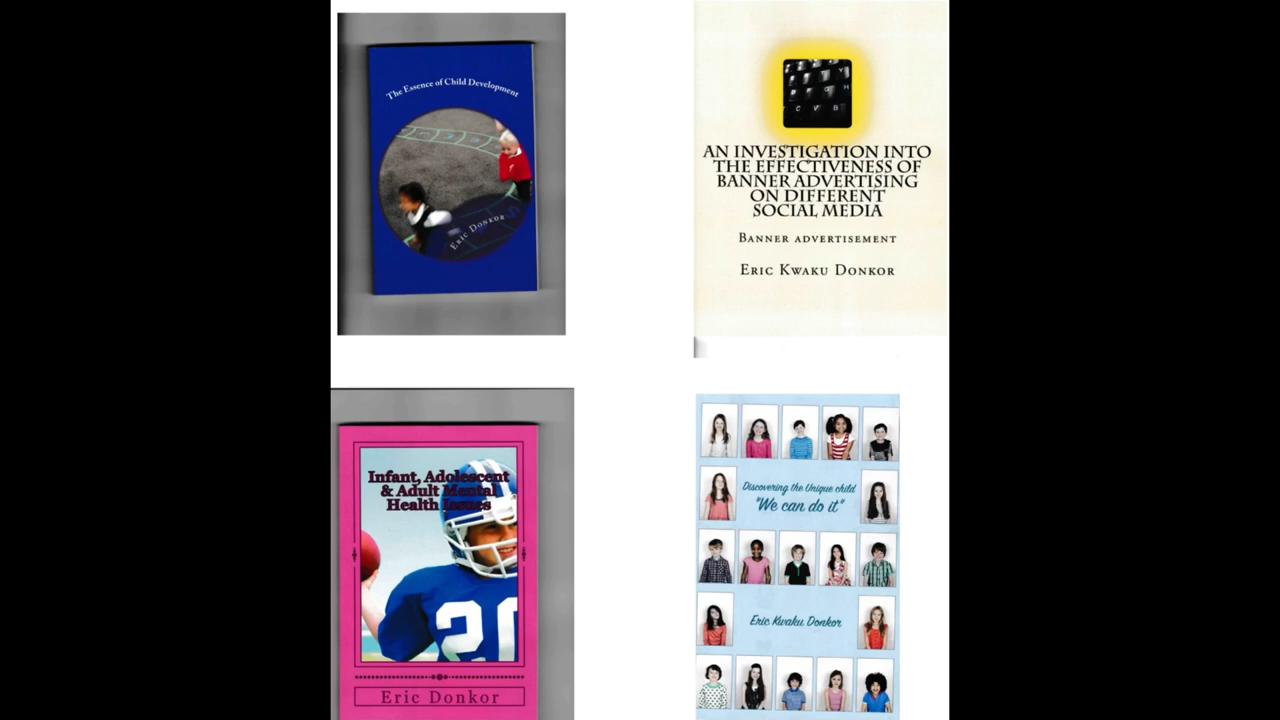 The Essence of Child Development
Eric Donkor
Y
D F G H
C V B
AN INVESTIGATION INTO
THE EFFECTIVENESS OF
BANNER ADVERTISING
ON DIFFERENT
SOCIAL MEDIA
Banner advertisement
Eric Kwaku Donkor
Infant, Adolescent
& Adult Mental
Health Issues
20
Eric Donkor
Discovering the Unique child
"We can do it"
Eric Kwaku Donkor